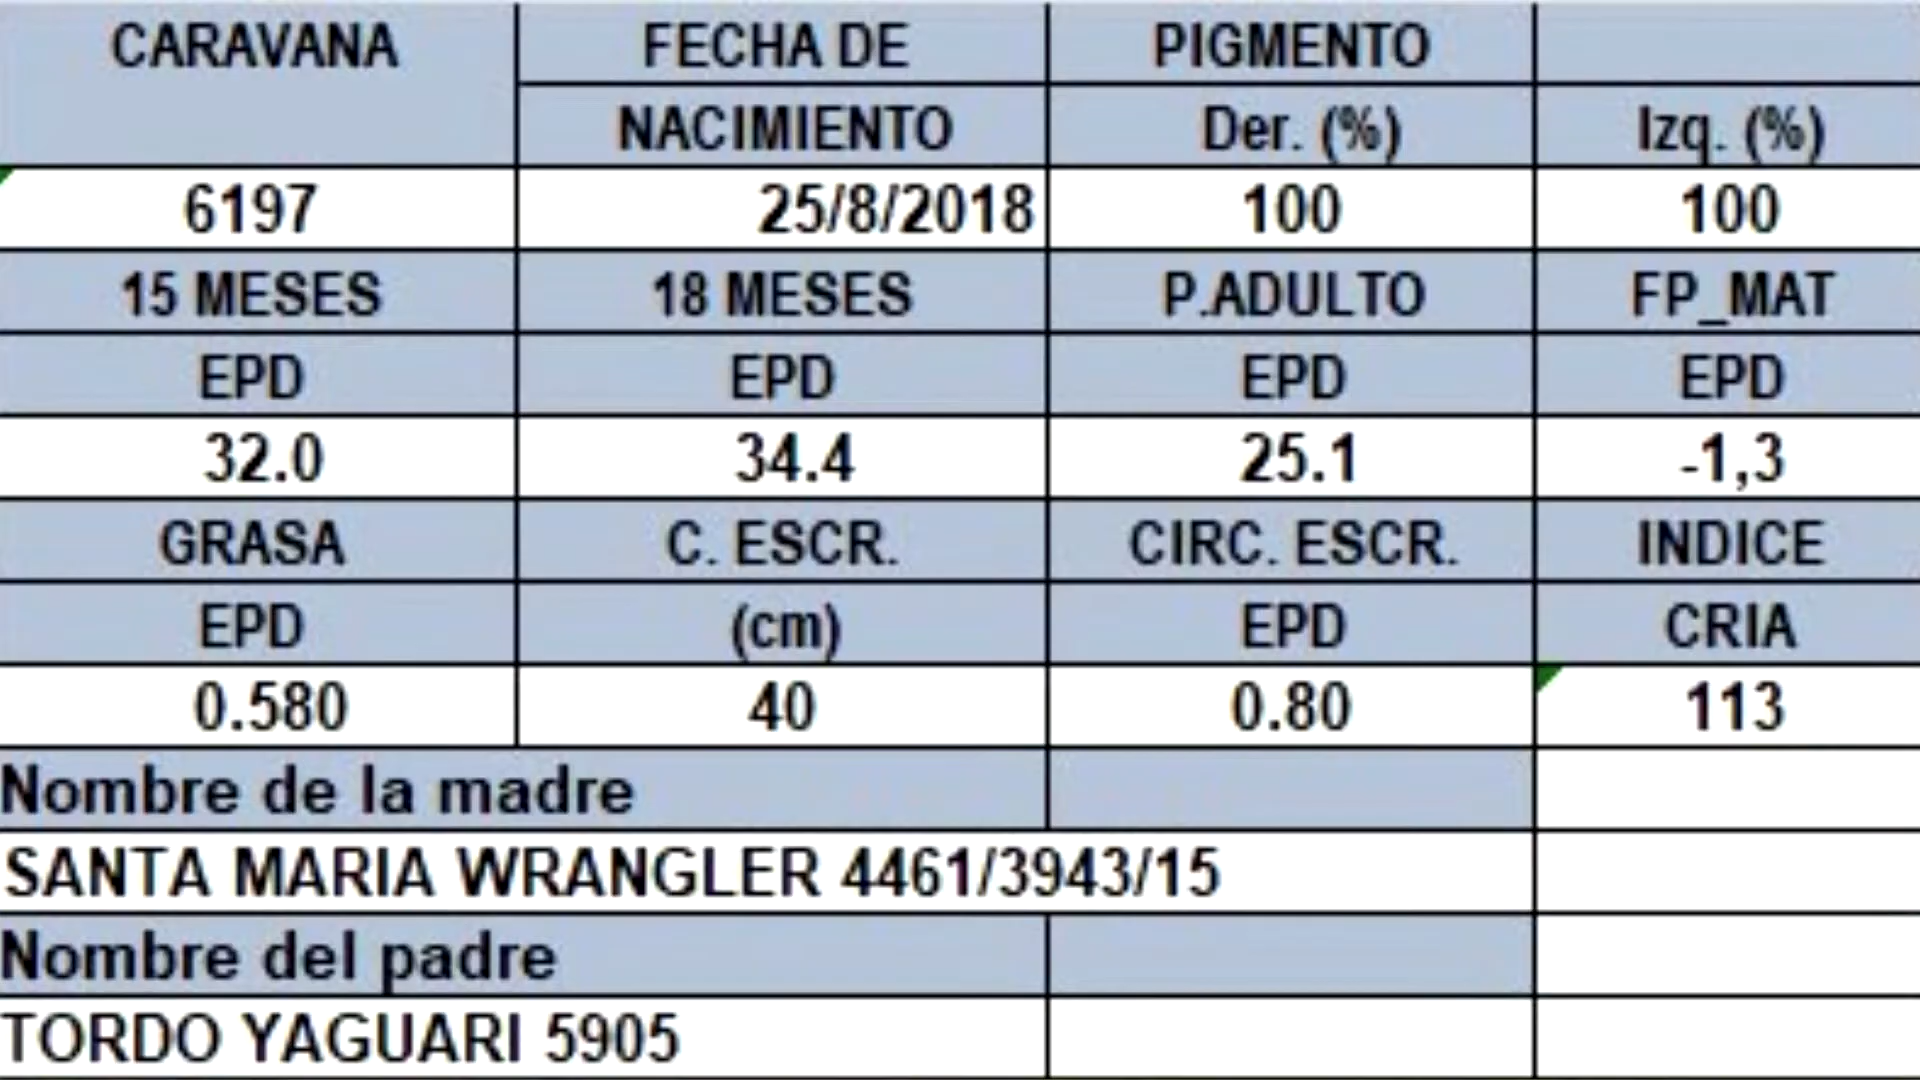 CARAVANA FECHA DE PIGMENTO
NACIMIENTO Der. (%) Izq. (%)
6197 25/8/2018 100 100
15 MESES 18 MESES P.ADULTO FP_MAT
EPD EPD EPD EPD
32.0 34.4 25.1 -1,3
GRASA C. ESCR. CIRC. ESCR. INDICE
EPD (cm) EPD CRIA
0.580 40 0.80 113
Nombre de la madre
SANTA MARIA WRANGLER 4461/3943/15
Nombre del padre
TORDO YAGUARI 5905